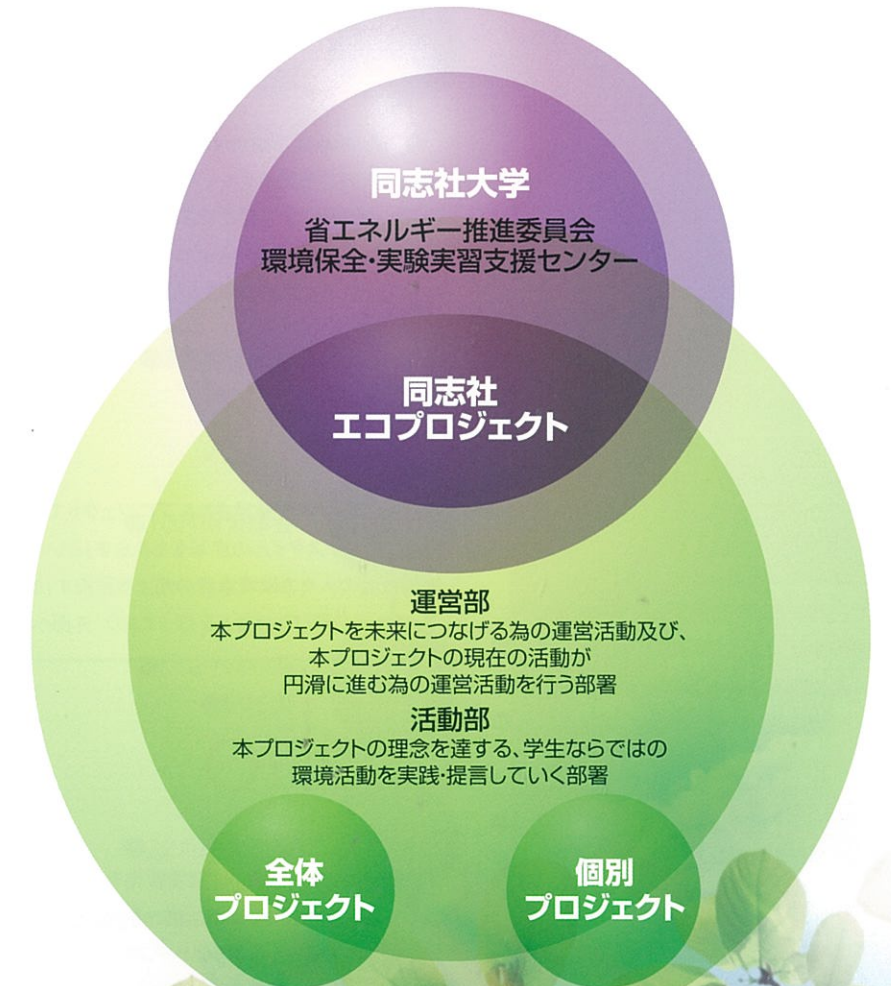 同志社大学
省エネルギー推進委員会
環境保全・実験実習支援センター
同志社
エコプロジェクト
運営部
本プロジェクトを未来につなげる為の運営活動及び、
本プロジェクトの現在の活動が
円滑に進む為の運営活動を行う部署
活動部
本プロジェクトの理念を達する、学生ならではの
環境活動を実践・提言していく部署
全体
プロジェクト
個別
プロジェクト